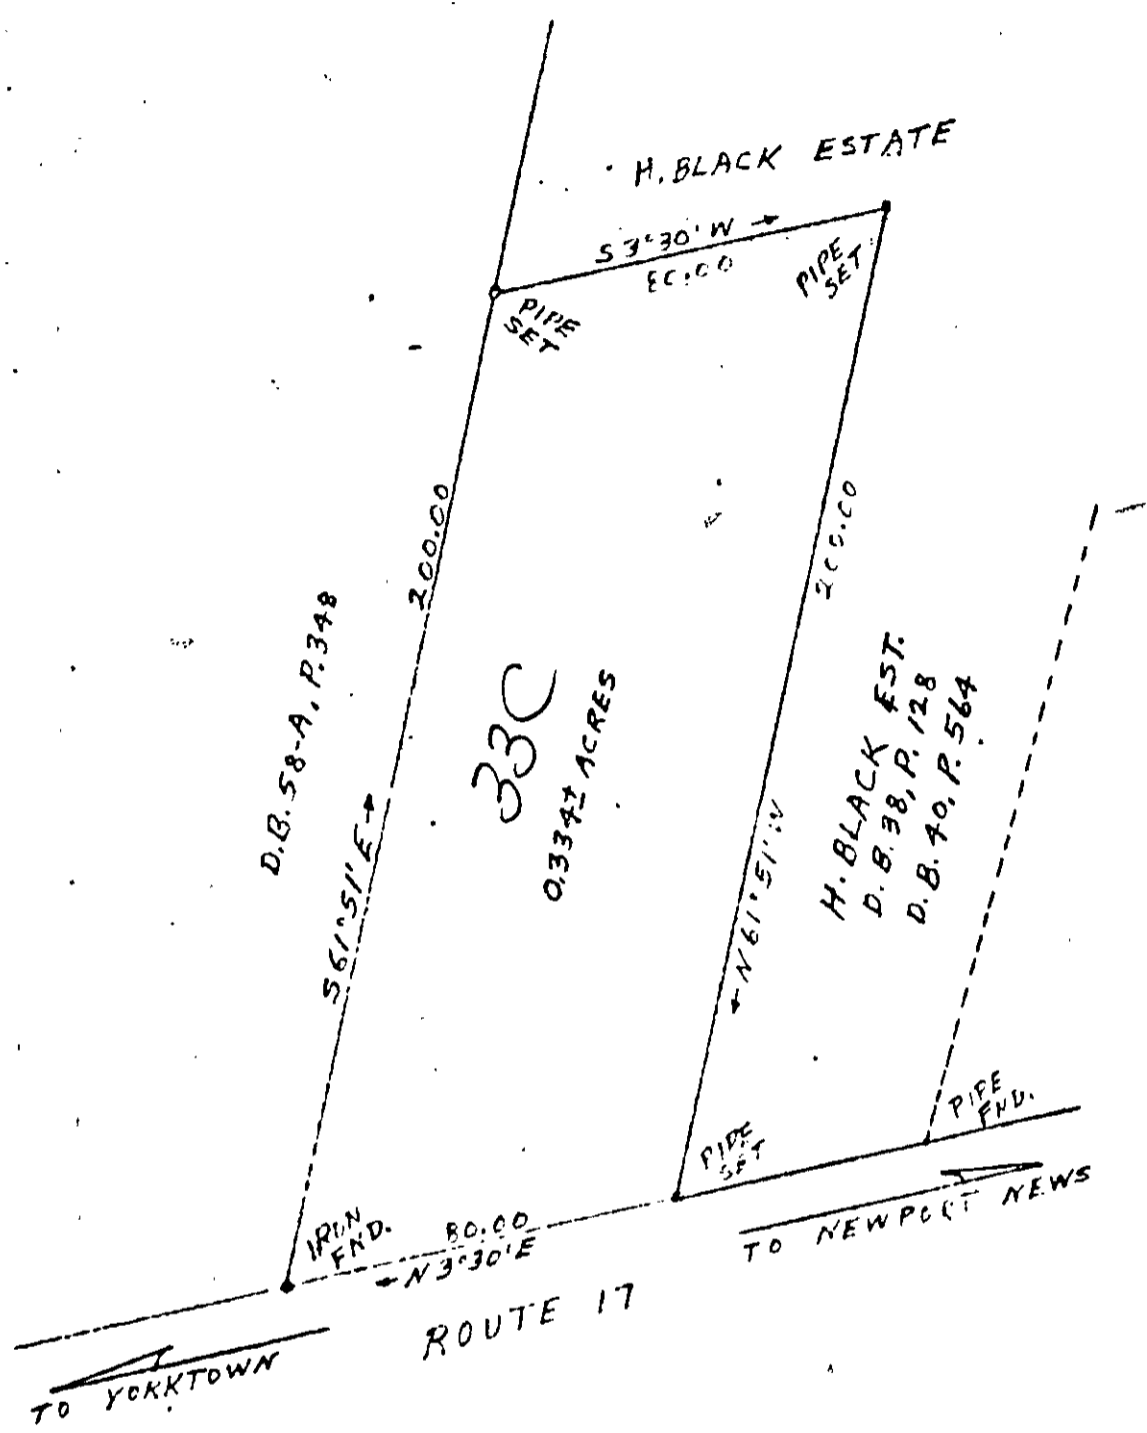 H. BLACK ESTATE
S 3°30' W
80.00
PIPE
SET
PIPE
SET
200.00
200.00
D.B. 58-A, P. 348
33C
0.334± ACRES
S 61°51' E
N 61°51' W
H. BLACK EST.
D.B. 38, P. 128
D.B. 40, P. 564
PIPE
SET
PIPE
FND.
IRON
FND.
80.00
N 3°30' E
TO NEWPORT NEWS
ROUTE 17
TO YORKTOWN